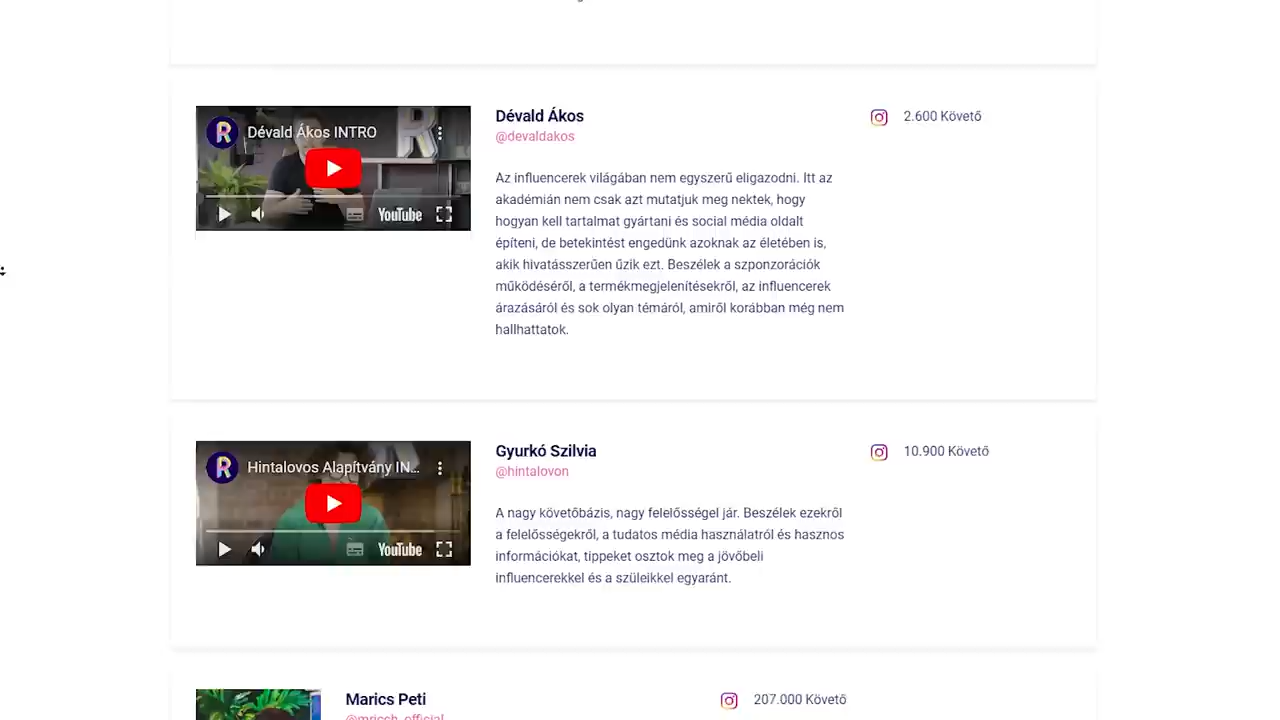 Dévald Ákos INTRO
YouTube
Dévald Ákos
@devaldakos
Az influencerek világában nem egyszerű eligazodni. Itt az
akadémián nem csak azt mutatjuk meg nektek, hogy
hogyan kell tartalmat gyártani és social média oldalt
építeni, de betekintést engedünk azoknak az életében is,
akik hivatásszerűen űzik ezt. Beszélek a szponzorációk
működéséről, a termékmegjelenítésekről, az influencerek
árazásáról és sok olyan témáról, amiről korábban még nem
hallhattatok.
2.600 Követő
Hintalovos Alapítvány IN...
YouTube
Gyurkó Szilvia
@hintalovon
A nagy követőbázis, nagy felelősségel jár. Beszélek ezekről
a felelősségekről, a tudatos média használatról és hasznos
információkat, tippeket osztok meg a jövőbeli
influencerekkel és a szüleikkel egyaránt.
10.900 Követő
Marics Peti
207.000 Követő